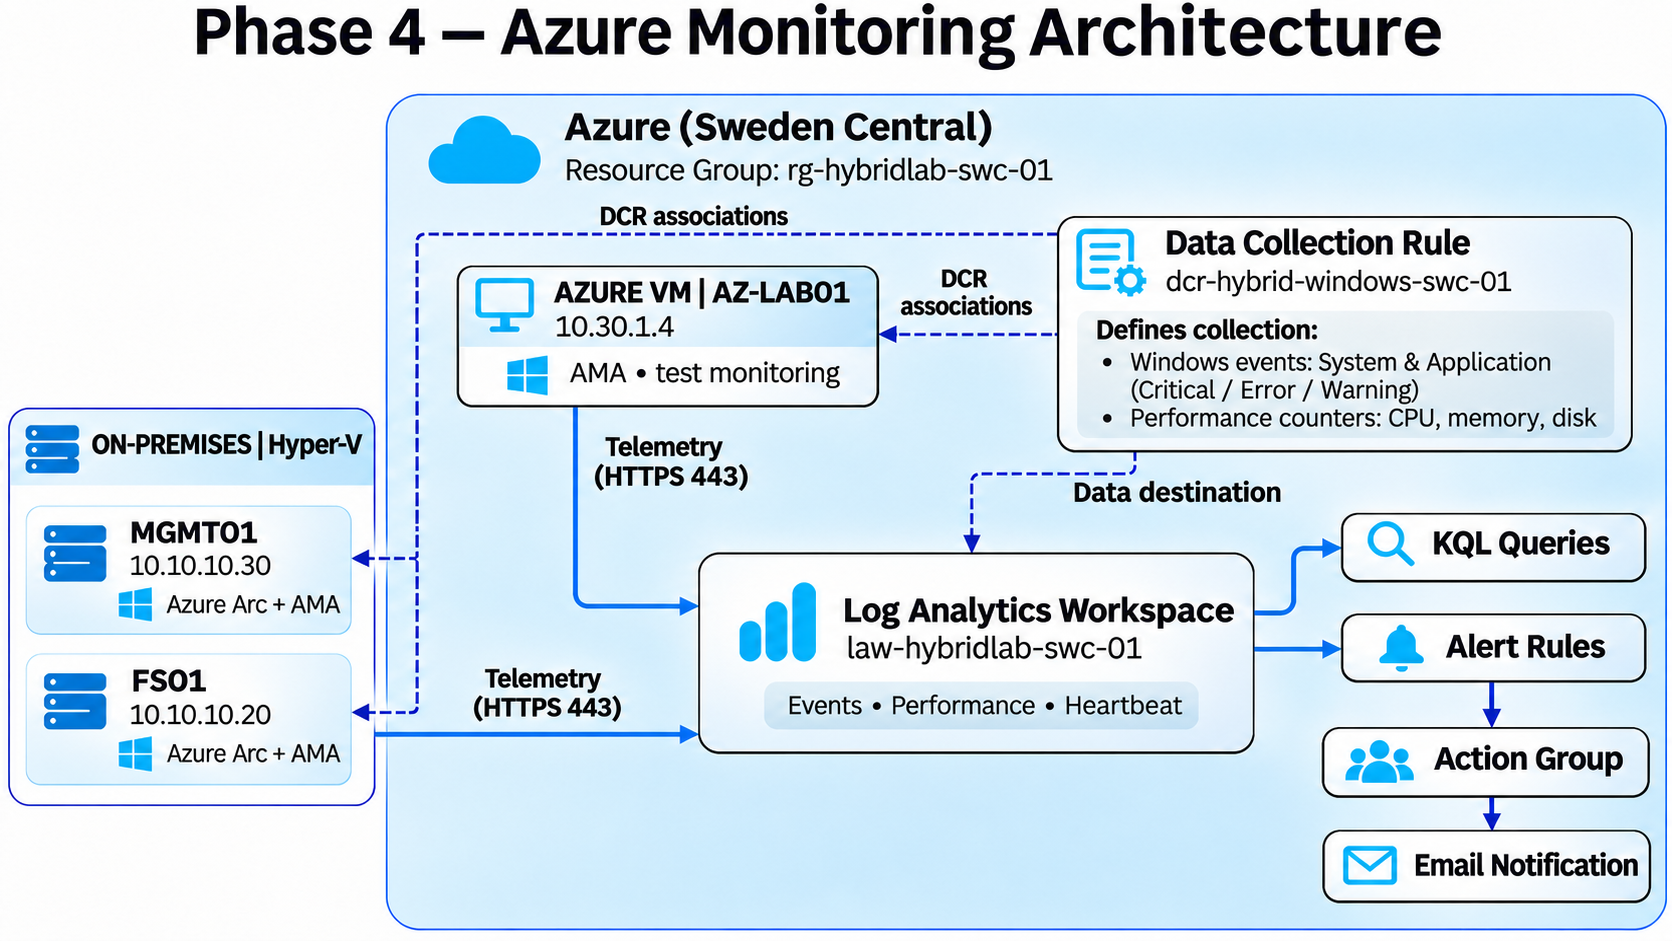 Phase 4 – Azure Monitoring Architecture
Azure (Sweden Central)
Resource Group: rg-hybridlab-swc-01
DCR associations
AZURE VM | AZ-LAB01
10.30.1.4
AMA • test monitoring
DCR
associations
Data Collection Rule
dcr-hybrid-windows-swc-01
Defines collection:
• Windows events: System & Application
(Critical / Error / Warning)
• Performance counters: CPU, memory, disk
ON-PREMISES | Hyper-V
MGMT01
10.10.10.30
Azure Arc + AMA
FS01
10.10.10.20
Azure Arc + AMA
Telemetry
(HTTPS 443)
Telemetry
(HTTPS 443)
Data destination
Log Analytics Workspace
law-hybridlab-swc-01
Events • Performance • Heartbeat
KQL Queries
Alert Rules
Action Group
Email Notification